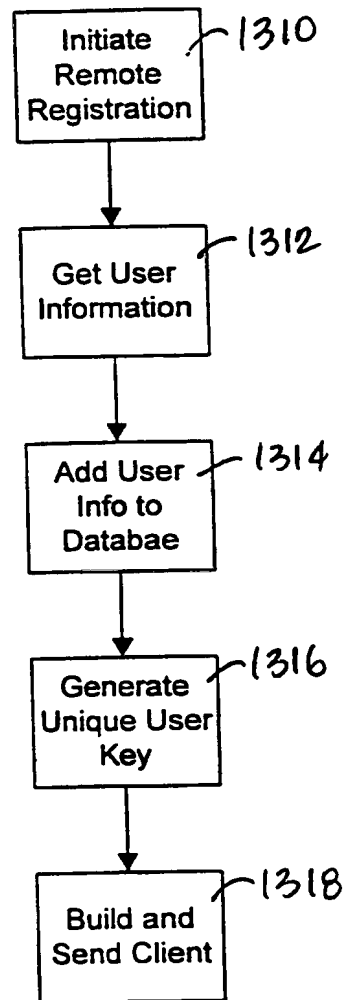 Initiate
Remote
Registration
1310
Get User
Information
1312
Add User
Info to
Databae
1314
Generate
Unique User
Key
1316
Build and
Send Client
1318